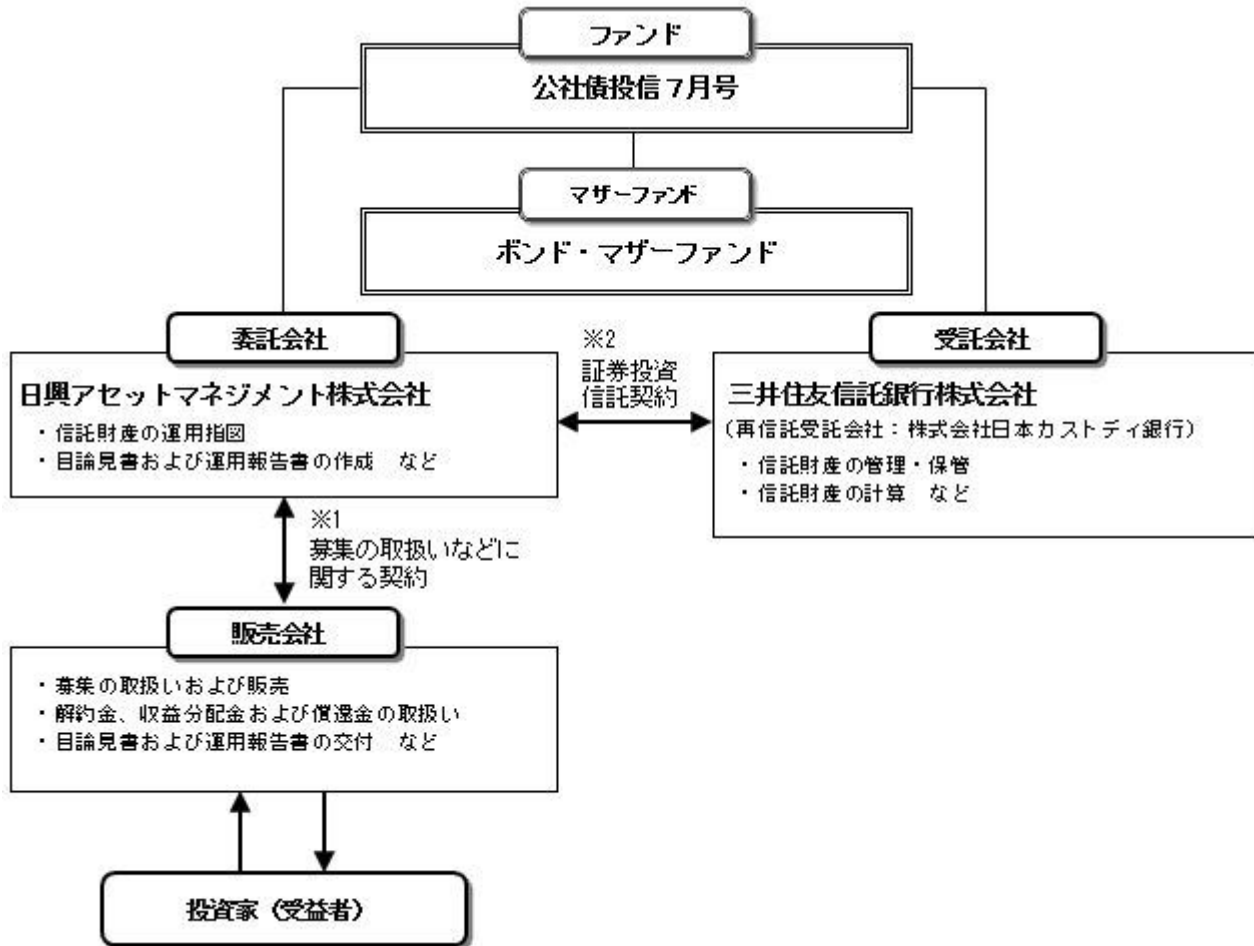 ファンド
公社債投信7月号
マザーファンド
ボンド・マザーファンド
委託会社
日興アセットマネジメント株式会社
・信託財産の運用指図
・目論見書および運用報告書の作成　など
※2
証券投資
信託契約
受託会社
三井住友信託銀行株式会社
(再信託受託会社：株式会社日本カストディ銀行)
・信託財産の管理・保管
・信託財産の計算　など
※1
募集の取扱いなどに
関する契約
販売会社
・募集の取扱いおよび販売
・解約金、収益分配金および償還金の取扱い
・目論見書および運用報告書の交付　など
投資家（受益者）